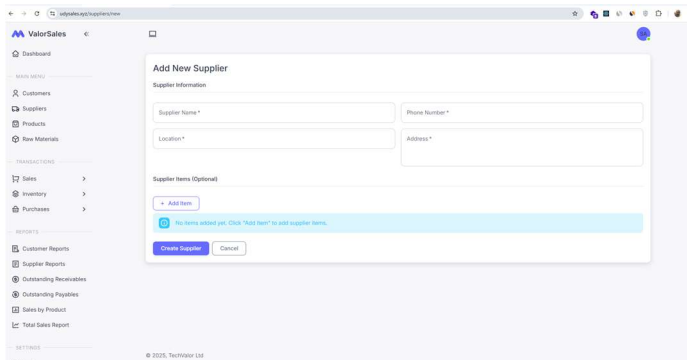 udysales.xyz/suppliers/new
ValorSales
SA
Dashboard
MAIN MENU
Customers
Suppliers
Products
Raw Materials
TRANSACTIONS
Sales
Inventory
Purchases
REPORTS
Customer Reports
Supplier Reports
Outstanding Receivables
Outstanding Payables
Sales by Product
Total Sales Report
SETTINGS
Add New Supplier
Supplier Information
Supplier Name *
Phone Number *
Location *
Address *
Supplier Items (Optional)
+ Add Item
No items added yet. Click "Add Item" to add supplier items.
Create Supplier
Cancel
© 2025, TechValor Ltd